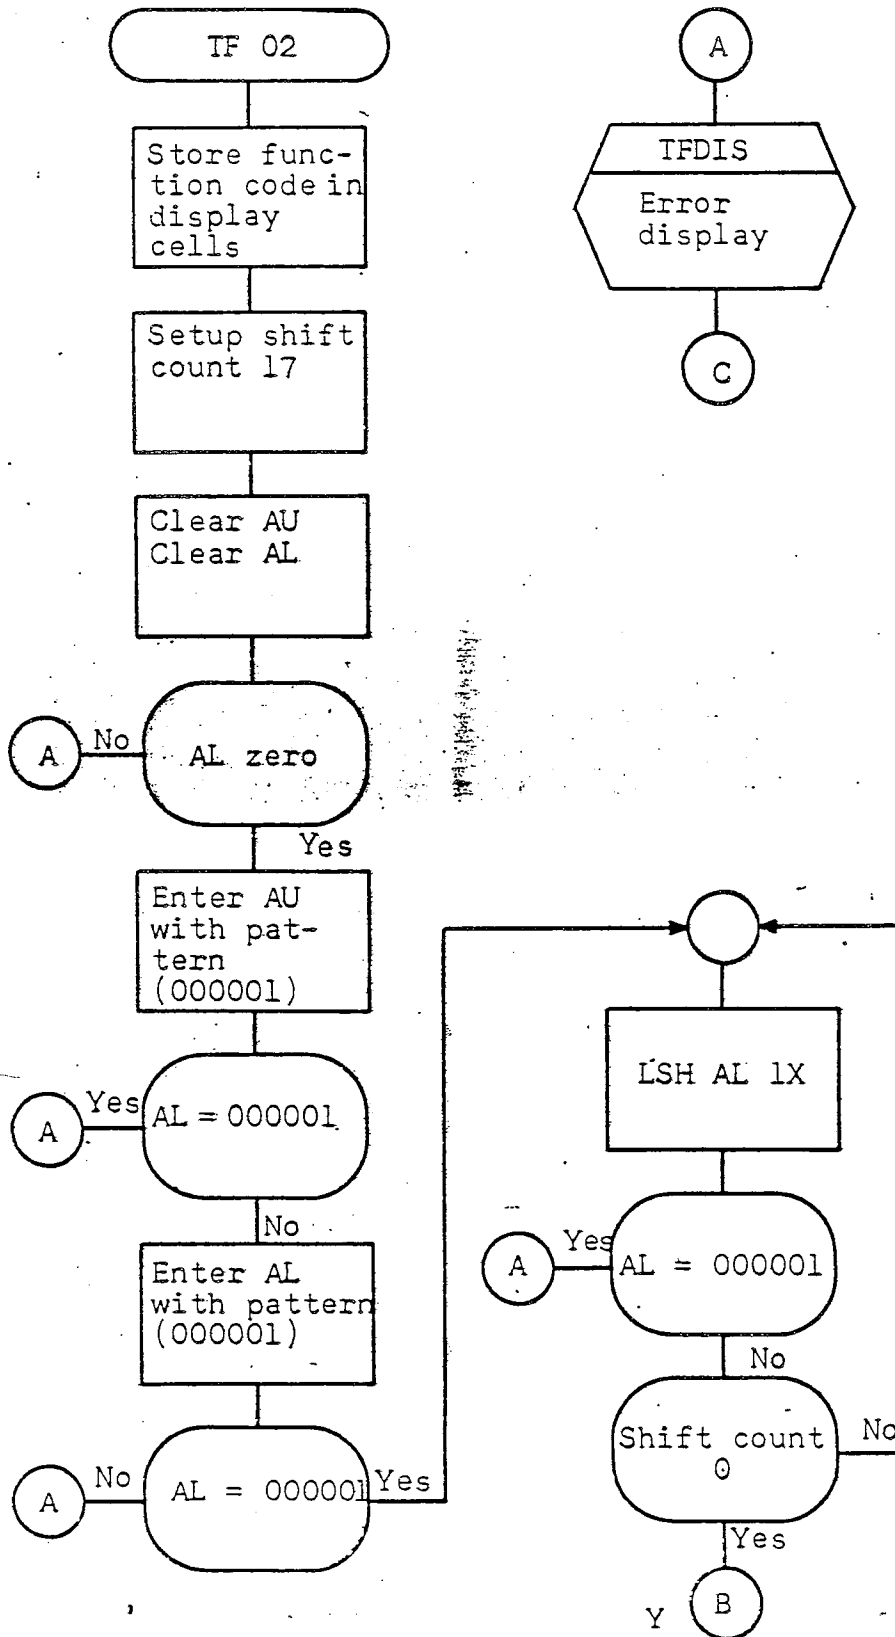 TF 02
Store func-
tion code in
display
cells
Setup shift
count 17
Clear AU
Clear AL
A
No
AL zero
Yes
Enter AU
with pat-
tern
(000001)
A
Yes
AL = 000001
No
Enter AL
with pattern
(000001)
A
No
AL = 000001
Yes
A
TFDIS
Error
display
C
LSH AL 1X
A
Yes
AL = 000001
No
Shift count
0
No
Yes
Y
B